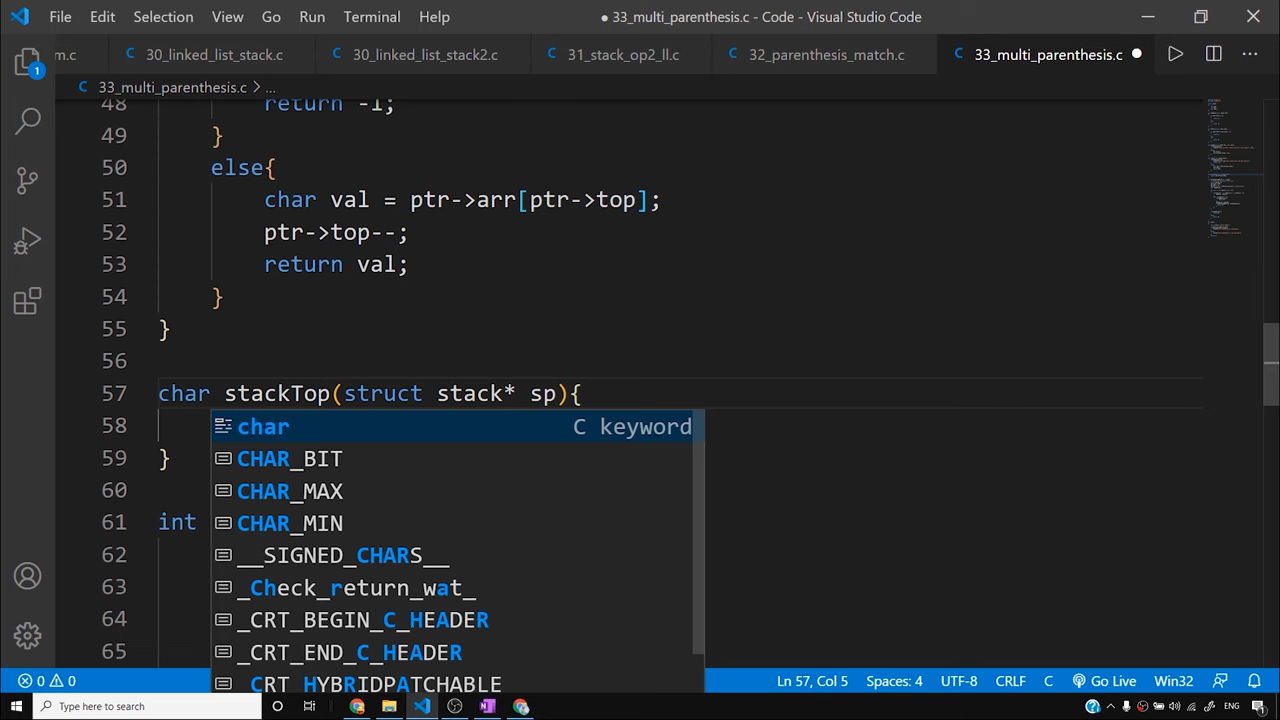 File Edit Selection View Go Run Terminal Help ● 33_multi_parenthesis.c - Code - Visual Studio Code
m.c C 30_linked_list_stack.c C 30_linked_list_stack2.c C 31_stack_op2_ll.c C 32_parenthesis_match.c C 33_multi_parenthesis.c ●
1
C 33_multi_parenthesis.c > ...
48 return -1;
49 }
50 else{
51 char val = ptr->arr[ptr->top];
52 ptr->top--;
53 return val;
54 }
55 }
56
57 char stackTop(struct stack* sp){
58 char C keyword
CHAR_BIT
59 }
CHAR_MAX
60
CHAR_MIN
61 int
__SIGNED_CHARS__
62
_Check_return_wat_
63
_CRT_BEGIN_C_HEADER
64
_CRT_END_C_HEADER
65
_CRT_HYBRIDPATCHABLE
0 0 Ln 57, Col 5 Spaces: 4 UTF-8 CRLF C Go Live Win32
Type here to search ENG